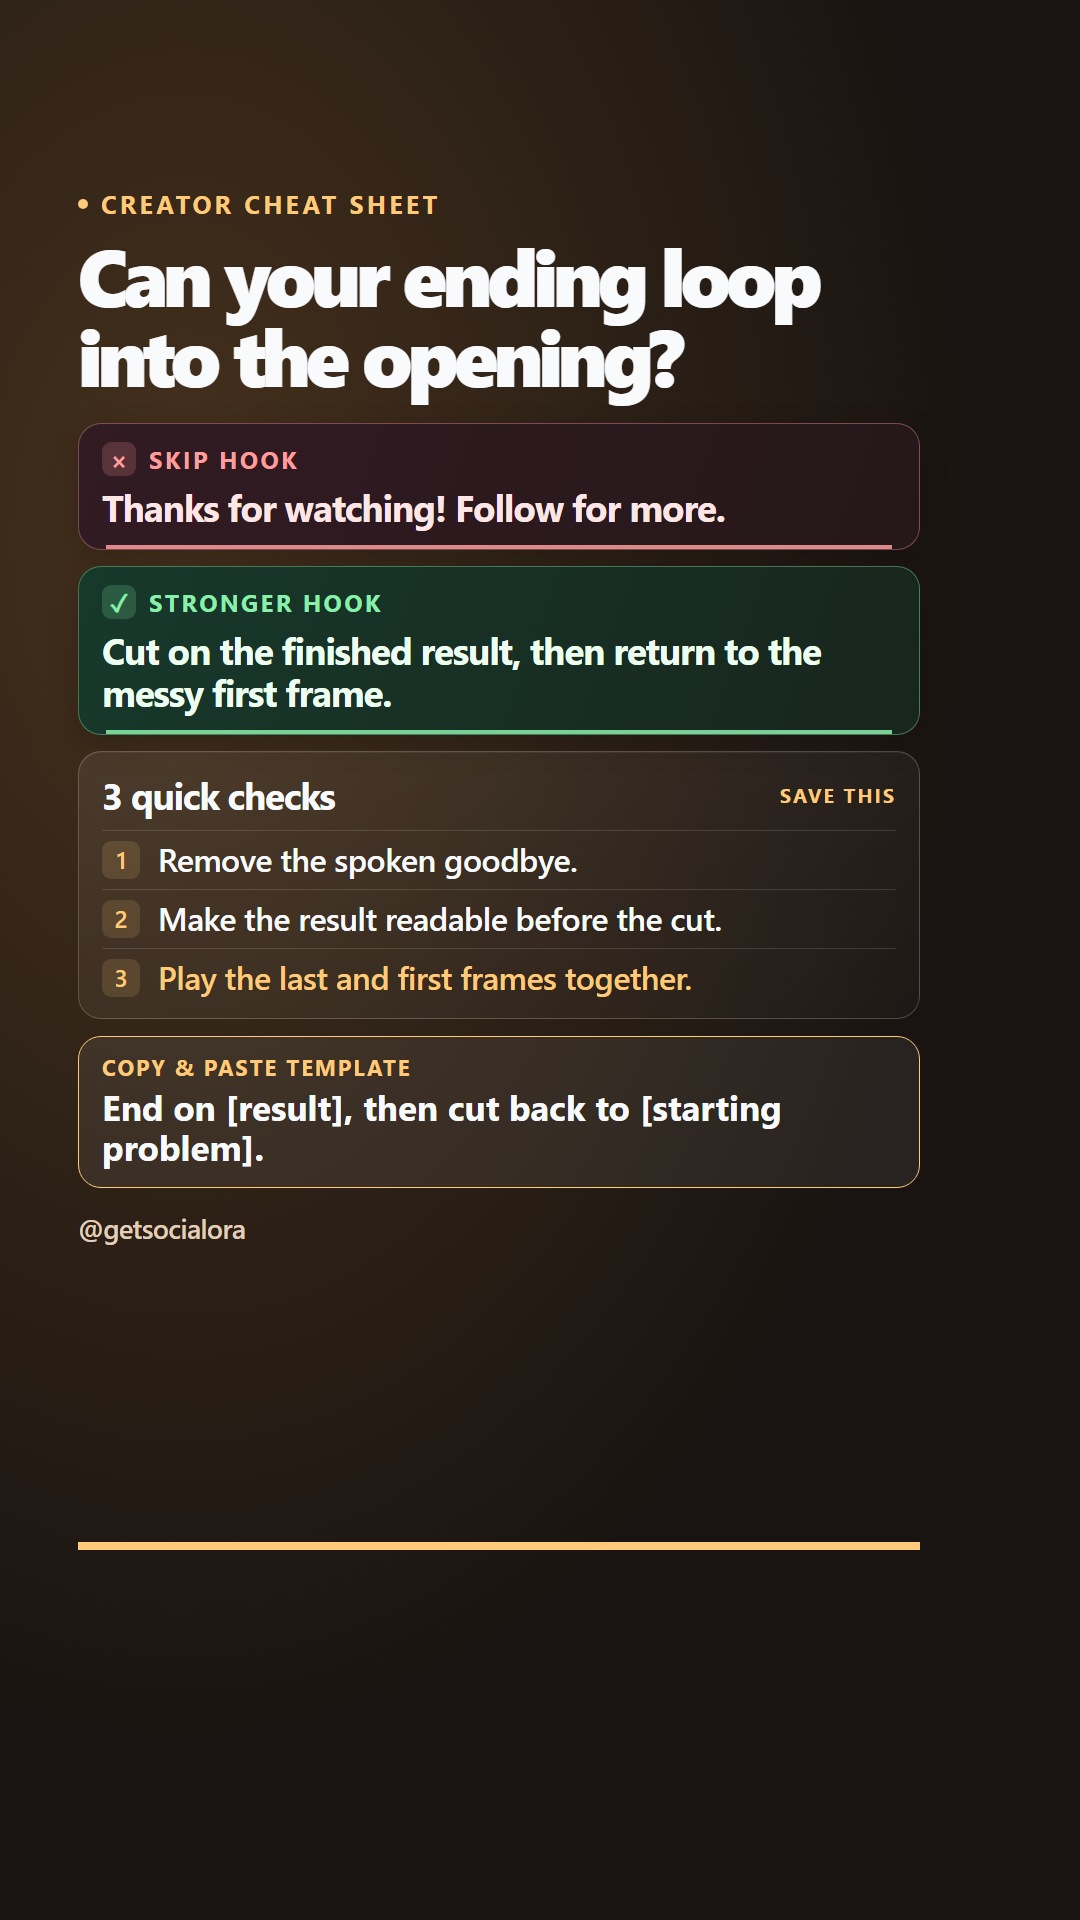 • CREATOR CHEAT SHEET
Can your ending loop
into the opening?
× SKIP HOOK
Thanks for watching! Follow for more.
✓ STRONGER HOOK
Cut on the finished result, then return to the
messy first frame.
3 quick checks
SAVE THIS
1 Remove the spoken goodbye.
2 Make the result readable before the cut.
3 Play the last and first frames together.
COPY & PASTE TEMPLATE
End on [result], then cut back to [starting
problem].
@getsocialora